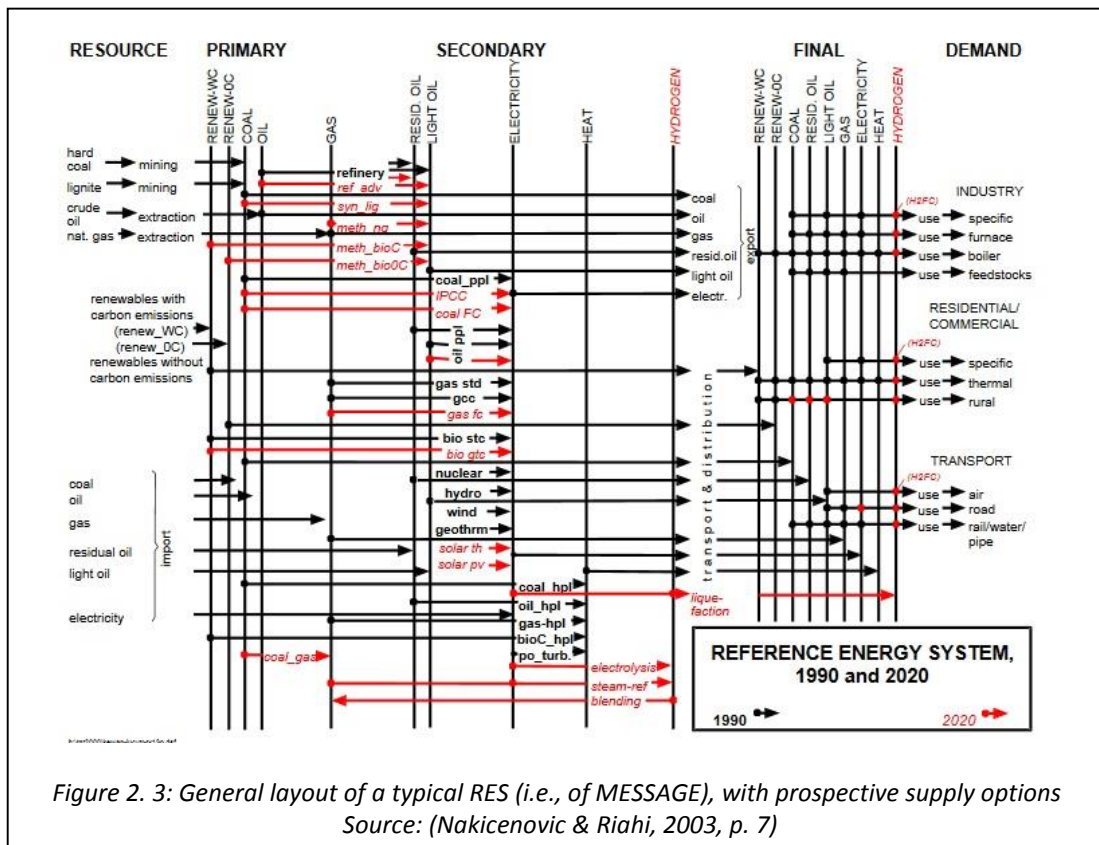 RESOURCE PRIMARY SECONDARY FINAL DEMAND
RENEW-WC
RENEW-0C
COAL
OIL
GAS
RESID. OIL
LIGHT OIL
ELECTRICITY
HEAT
HYDROGEN
RENEW-WC
RENEW-0C
COAL
RESID. OIL
LIGHT OIL
GAS
ELECTRICITY
HEAT
HYDROGEN
hard
coal
mining
lignite
mining
crude
oil
extraction
nat. gas
extraction
renewables with
carbon emissions
(renew_WC)
(renew_0C)
renewables without
carbon emissions
coal
oil
gas
residual oil
light oil
electricity
import
refinery
ref_adv
syn_liq
meth_ng
meth_bioC
meth_bio0C
coal_ppl
IPCC
coal FC
oil ppl
gas std
gcc
gas fc
bio stc
bio gtc
nuclear
hydro
wind
geothrm
solar th
solar pv
coal_hpl
oil_hpl
gas-hpl
bioC_hpl
po_turb.
coal_gas
electrolysis
steam-ref
blending
coal
oil
gas
resid.oil
light oil
electr.
export
transport & distribution
lique-
faction
INDUSTRY
(H2FC)
use specific
use furnace
use boiler
use feedstocks
RESIDENTIAL/
COMMERCIAL
(H2FC)
use specific
use thermal
use rural
TRANSPORT
(H2FC)
use air
use road
use rail/water/
pipe
REFERENCE ENERGY SYSTEM,
1990 and 2020
1990
2020
Figure 2. 3: General layout of a typical RES (i.e., of MESSAGE), with prospective supply options
Source: (Nakicenovic & Riahi, 2003, p. 7)